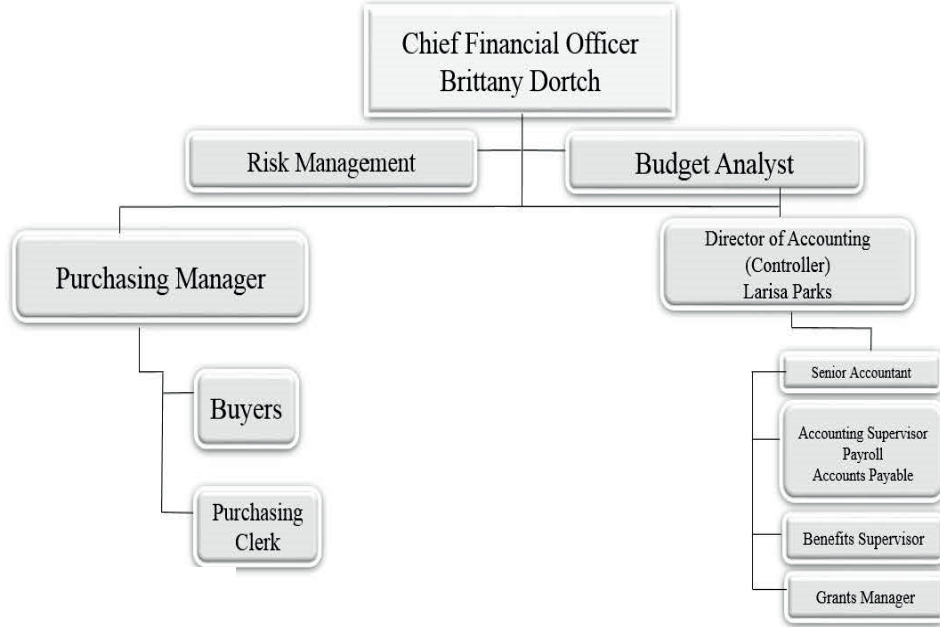 Chief Financial Officer
Brittany Dortch
Risk Management
Budget Analyst
Purchasing Manager
Director of Accounting
(Controller)
Larisa Parks
Buyers
Purchasing
Clerk
Senior Accountant
Accounting Supervisor
Payroll
Accounts Payable
Benefits Supervisor
Grants Manager